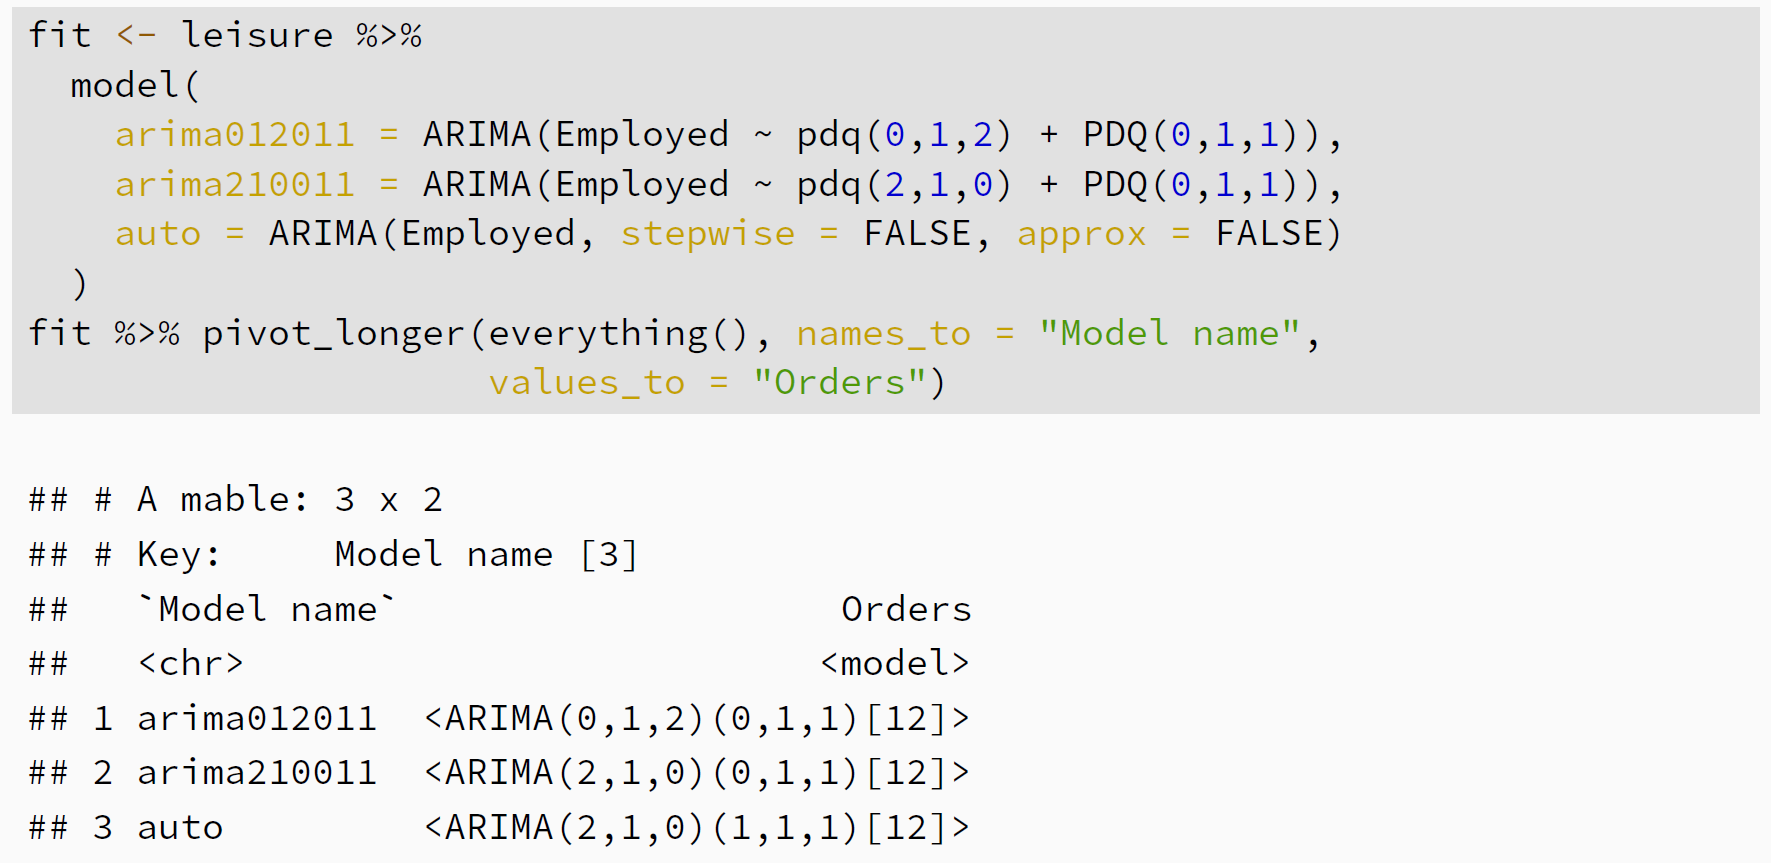 fit <- leisure %>%
  model(
    arima012011 = ARIMA(Employed ~ pdq(0,1,2) + PDQ(0,1,1)),
    arima210011 = ARIMA(Employed ~ pdq(2,1,0) + PDQ(0,1,1)),
    auto = ARIMA(Employed, stepwise = FALSE, approx = FALSE)
  )
fit %>% pivot_longer(everything(), names_to = "Model name",
                     values_to = "Orders")
## # A mable: 3 x 2
## # Key:     Model name [3]
##   `Model name`                    Orders
##   <chr>                          <model>
## 1 arima012011  <ARIMA(0,1,2)(0,1,1)[12]>
## 2 arima210011  <ARIMA(2,1,0)(0,1,1)[12]>
## 3 auto         <ARIMA(2,1,0)(1,1,1)[12]>